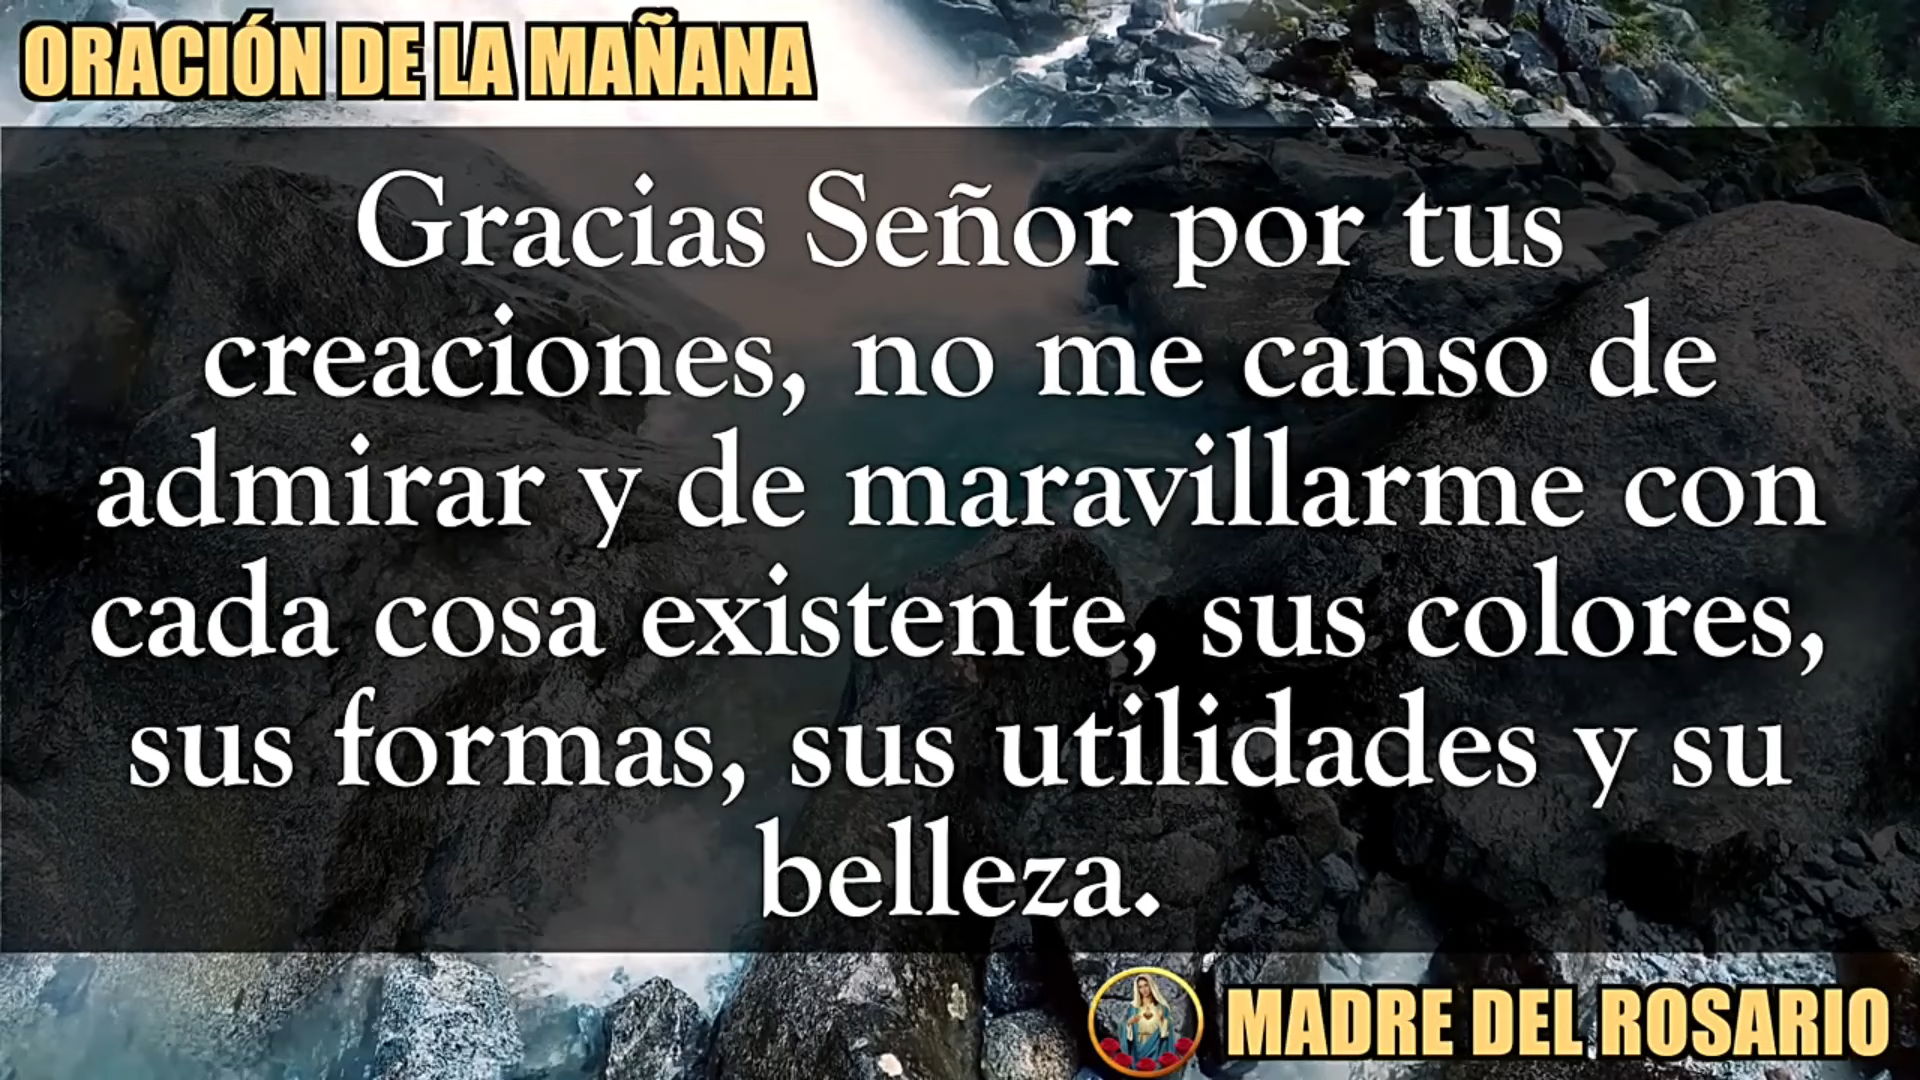 ORACIÓN DE LA MAÑANA
Gracias Señor por tus
creaciones, no me canso de
admirar y de maravillarme con
cada cosa existente, sus colores,
sus formas, sus utilidades y su
belleza.
MADRE DEL ROSARIO